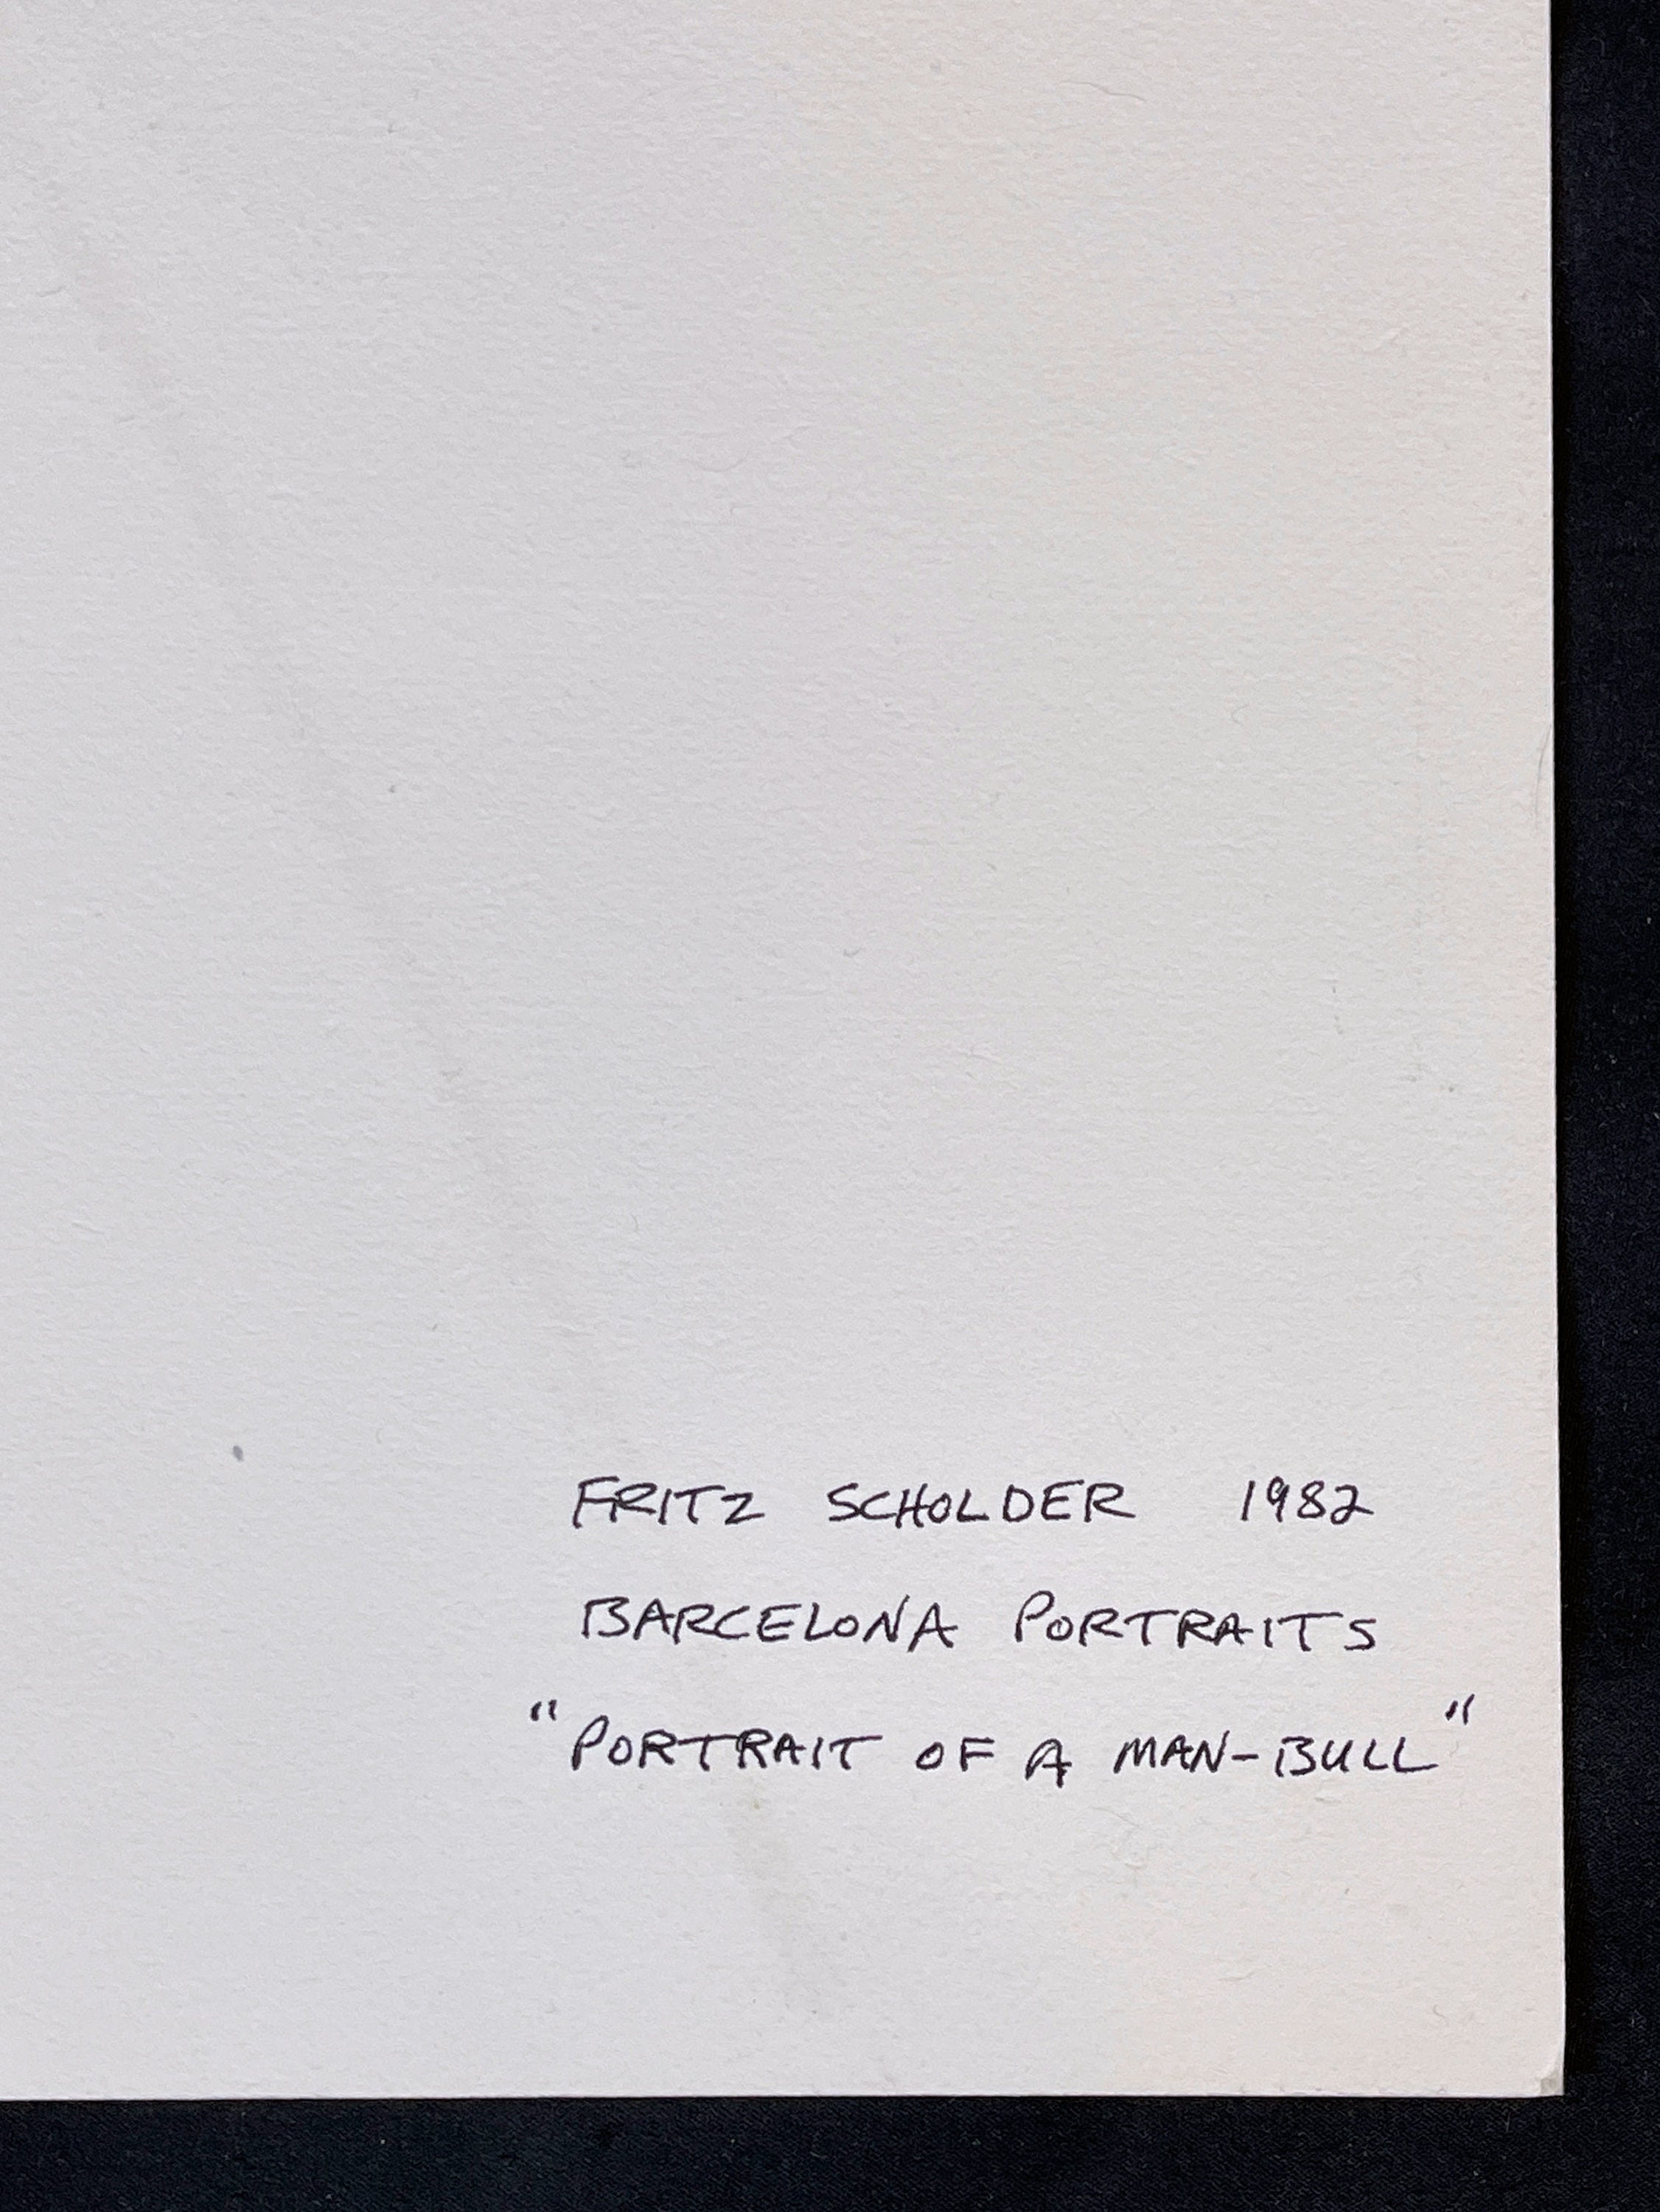 FRITZ SCHOLDER 1982
BARCELONA PORTRAITS
"PORTRAIT OF A MAN-BULL"